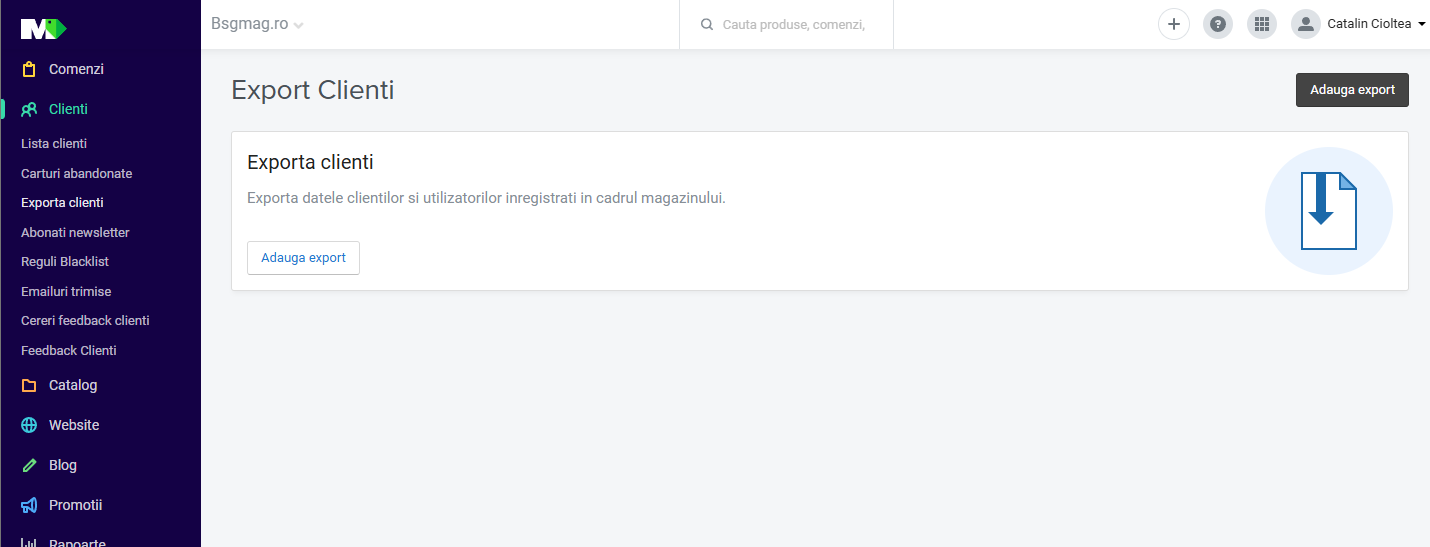 Bsgmag.ro
Cauta produse, comenzi,
Catalin Cioltea
Comenzi
Clienti
Lista clienti
Carturi abandonate
Exporta clienti
Abonati newsletter
Reguli Blacklist
Emailuri trimise
Cereri feedback clienti
Feedback Clienti
Catalog
Website
Blog
Promotii
Rapoarte
Export Clienti
Adauga export
Exporta clienti
Exporta datele clientilor si utilizatorilor inregistrati in cadrul magazinului.
Adauga export